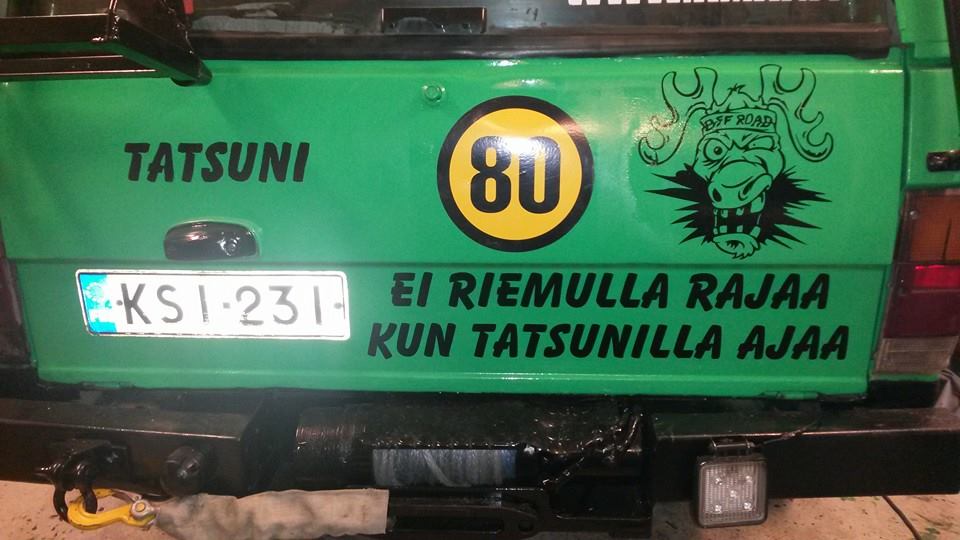 TATSUNI
80
OFF ROAD
KSI-231
EI RIEMULLA RAJAA
KUN TATSUNILLA AJAA